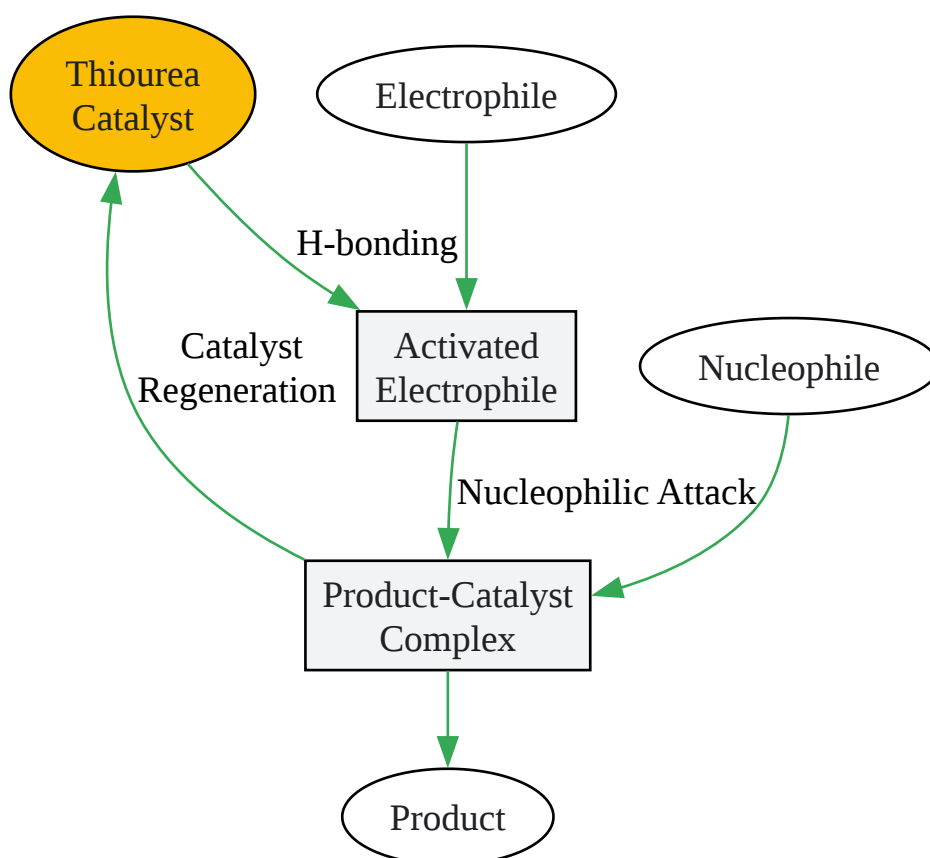 Thiourea
Catalyst
Electrophile
H-bonding
Activated
Electrophile
Catalyst
Regeneration
Nucleophile
Nucleophilic Attack
Product-Catalyst
Complex
Product